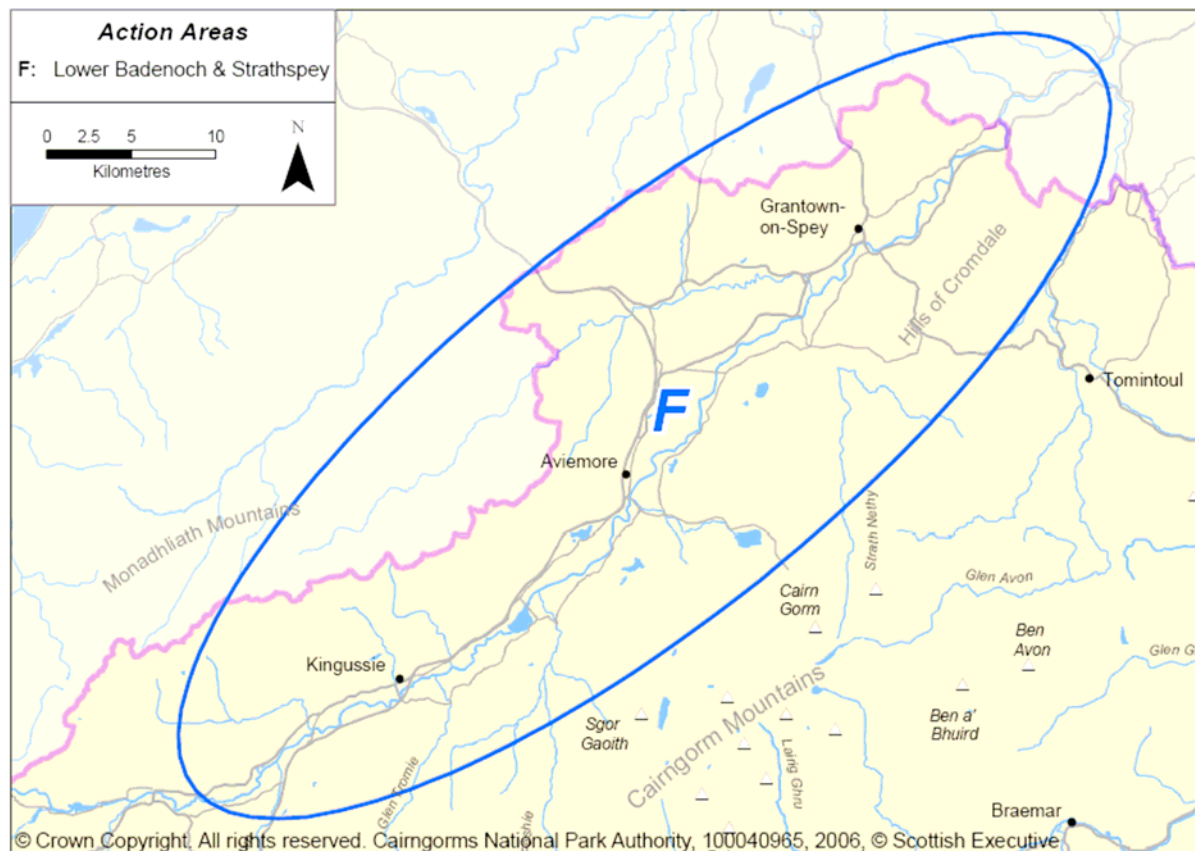 Action Areas
F: Lower Badenoch & Strathspey
0 2.5 5 10
Kilometres
N
Grantown-
on-Spey
Hills of Cromdale
Tomintoul
F
Aviemore
Monadhliath Mountains
Strath Nethy
Glen Avon
Cairn
Gorm
Ben
Avon
Glen G
Kingussie
Ben a'
Bhuird
Sgor
Gaoith
Cairngorm Mountains
Lairig Ghru
Glen Tromie
shie
Braemar
© Crown Copyright. All rights reserved. Cairngorms National Park Authority, 100040965, 2006, © Scottish Executive